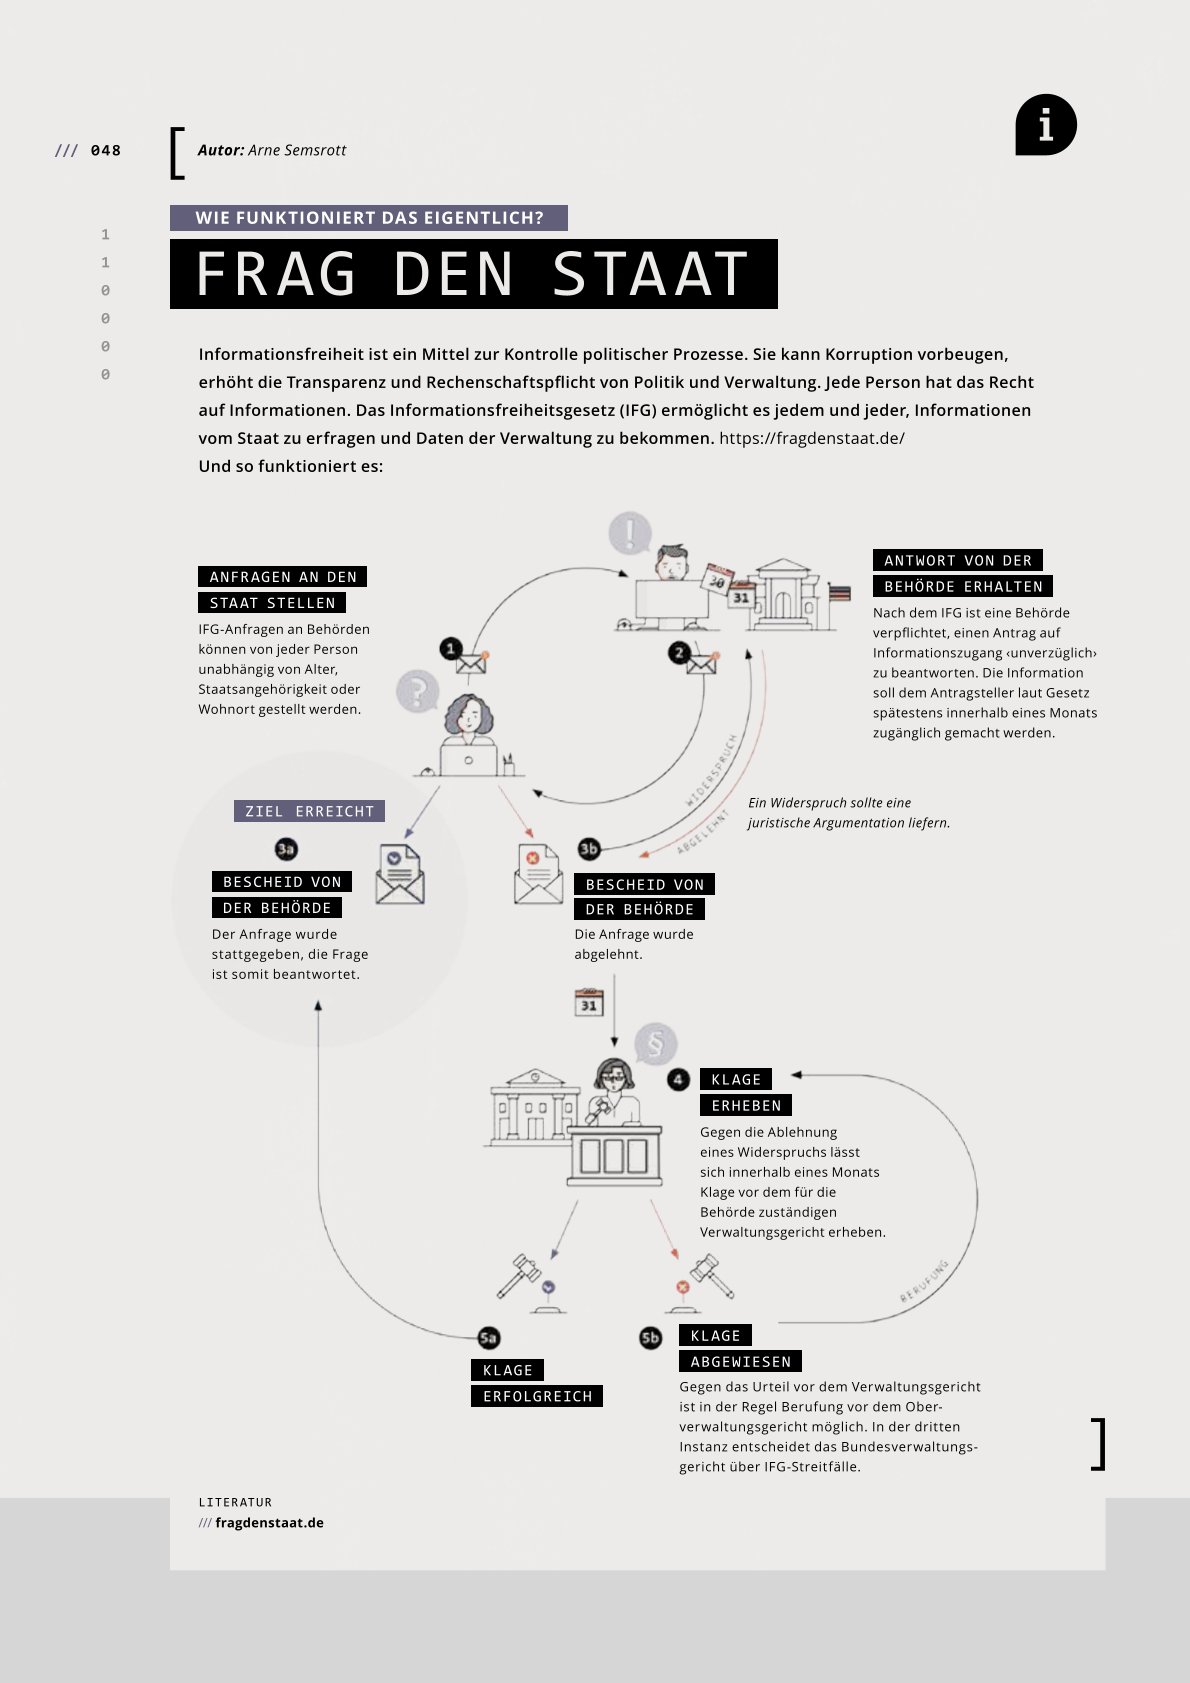 /// 048
Autor: Arne Semsrott
i
WIE FUNKTIONIERT DAS EIGENTLICH?
FRAG DEN STAAT
1
1
0
0
0
0
Informationsfreiheit ist ein Mittel zur Kontrolle politischer Prozesse. Sie kann Korruption vorbeugen,
erhöht die Transparenz und Rechenschaftspflicht von Politik und Verwaltung. Jede Person hat das Recht
auf Informationen. Das Informationsfreiheitsgesetz (IFG) ermöglicht es jedem und jeder, Informationen
vom Staat zu erfragen und Daten der Verwaltung zu bekommen. https://fragdenstaat.de/
Und so funktioniert es:
ANFRAGEN AN DEN
STAAT STELLEN
IFG-Anfragen an Behörden
können von jeder Person
unabhängig von Alter,
Staatsangehörigkeit oder
Wohnort gestellt werden.
1
?
!
30
31
2
ANTWORT VON DER
BEHÖRDE ERHALTEN
Nach dem IFG ist eine Behörde
verpflichtet, einen Antrag auf
Informationszugang ‹unverzüglich›
zu beantworten. Die Information
soll dem Antragsteller laut Gesetz
spätestens innerhalb eines Monats
zugänglich gemacht werden.
WIDERSPRUCH
ABGELEHNT
Ein Widerspruch sollte eine
juristische Argumentation liefern.
ZIEL ERREICHT
3a
BESCHEID VON
DER BEHÖRDE
Der Anfrage wurde
stattgegeben, die Frage
ist somit beantwortet.
3b
BESCHEID VON
DER BEHÖRDE
Die Anfrage wurde
abgelehnt.
31
§
4
KLAGE
ERHEBEN
Gegen die Ablehnung
eines Widerspruchs lässt
sich innerhalb eines Monats
Klage vor dem für die
Behörde zuständigen
Verwaltungsgericht erheben.
BERUFUNG
5a
KLAGE
ERFOLGREICH
5b
KLAGE
ABGEWIESEN
Gegen das Urteil vor dem Verwaltungsgericht
ist in der Regel Berufung vor dem Ober-
verwaltungsgericht möglich. In der dritten
Instanz entscheidet das Bundesverwaltungs-
gericht über IFG-Streitfälle.
LITERATUR
/// fragdenstaat.de